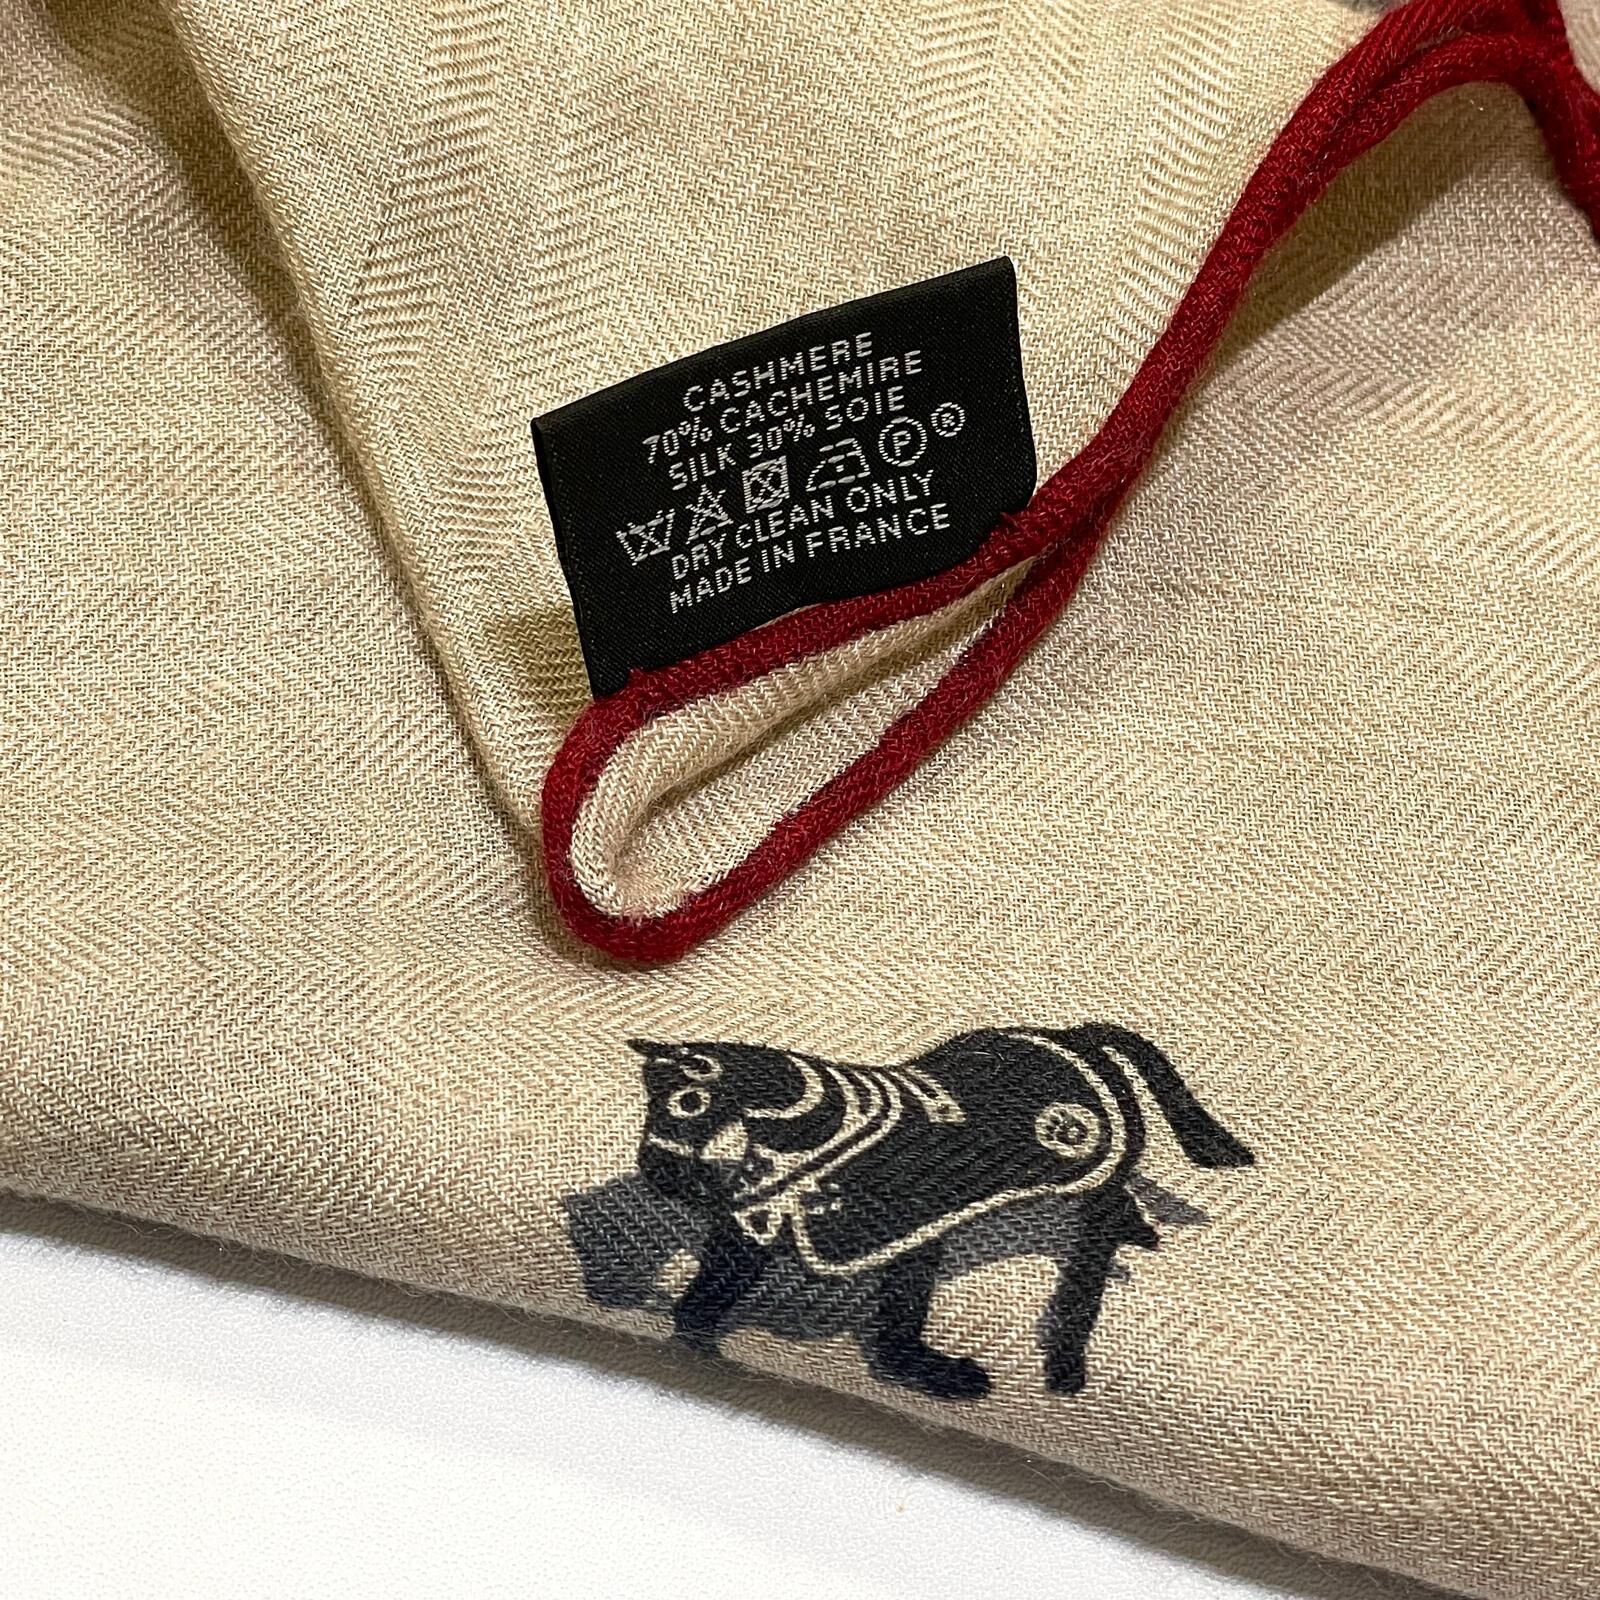 CASHMERE
70% CACHEMIRE
SILK 30% SOIE
P ®
DRY CLEAN ONLY
MADE IN FRANCE